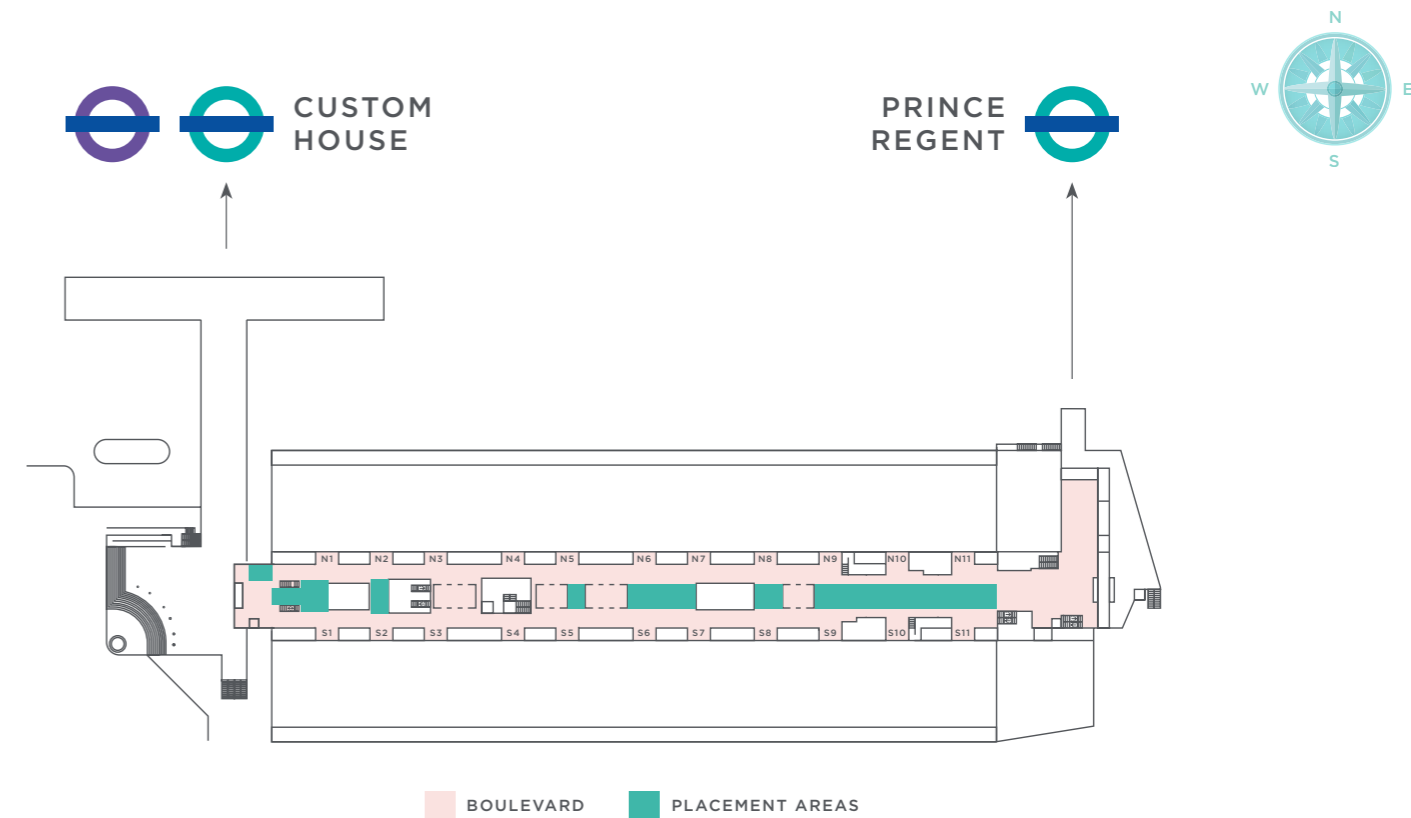 N
W E
S
CUSTOM
HOUSE
PRINCE
REGENT
N1 N2 N3 N4 N5 N6 N7 N8 N9 N10 N11
S1 S2 S3 S4 S5 S6 S7 S8 S9 S10 S11
BOULEVARD PLACEMENT AREAS